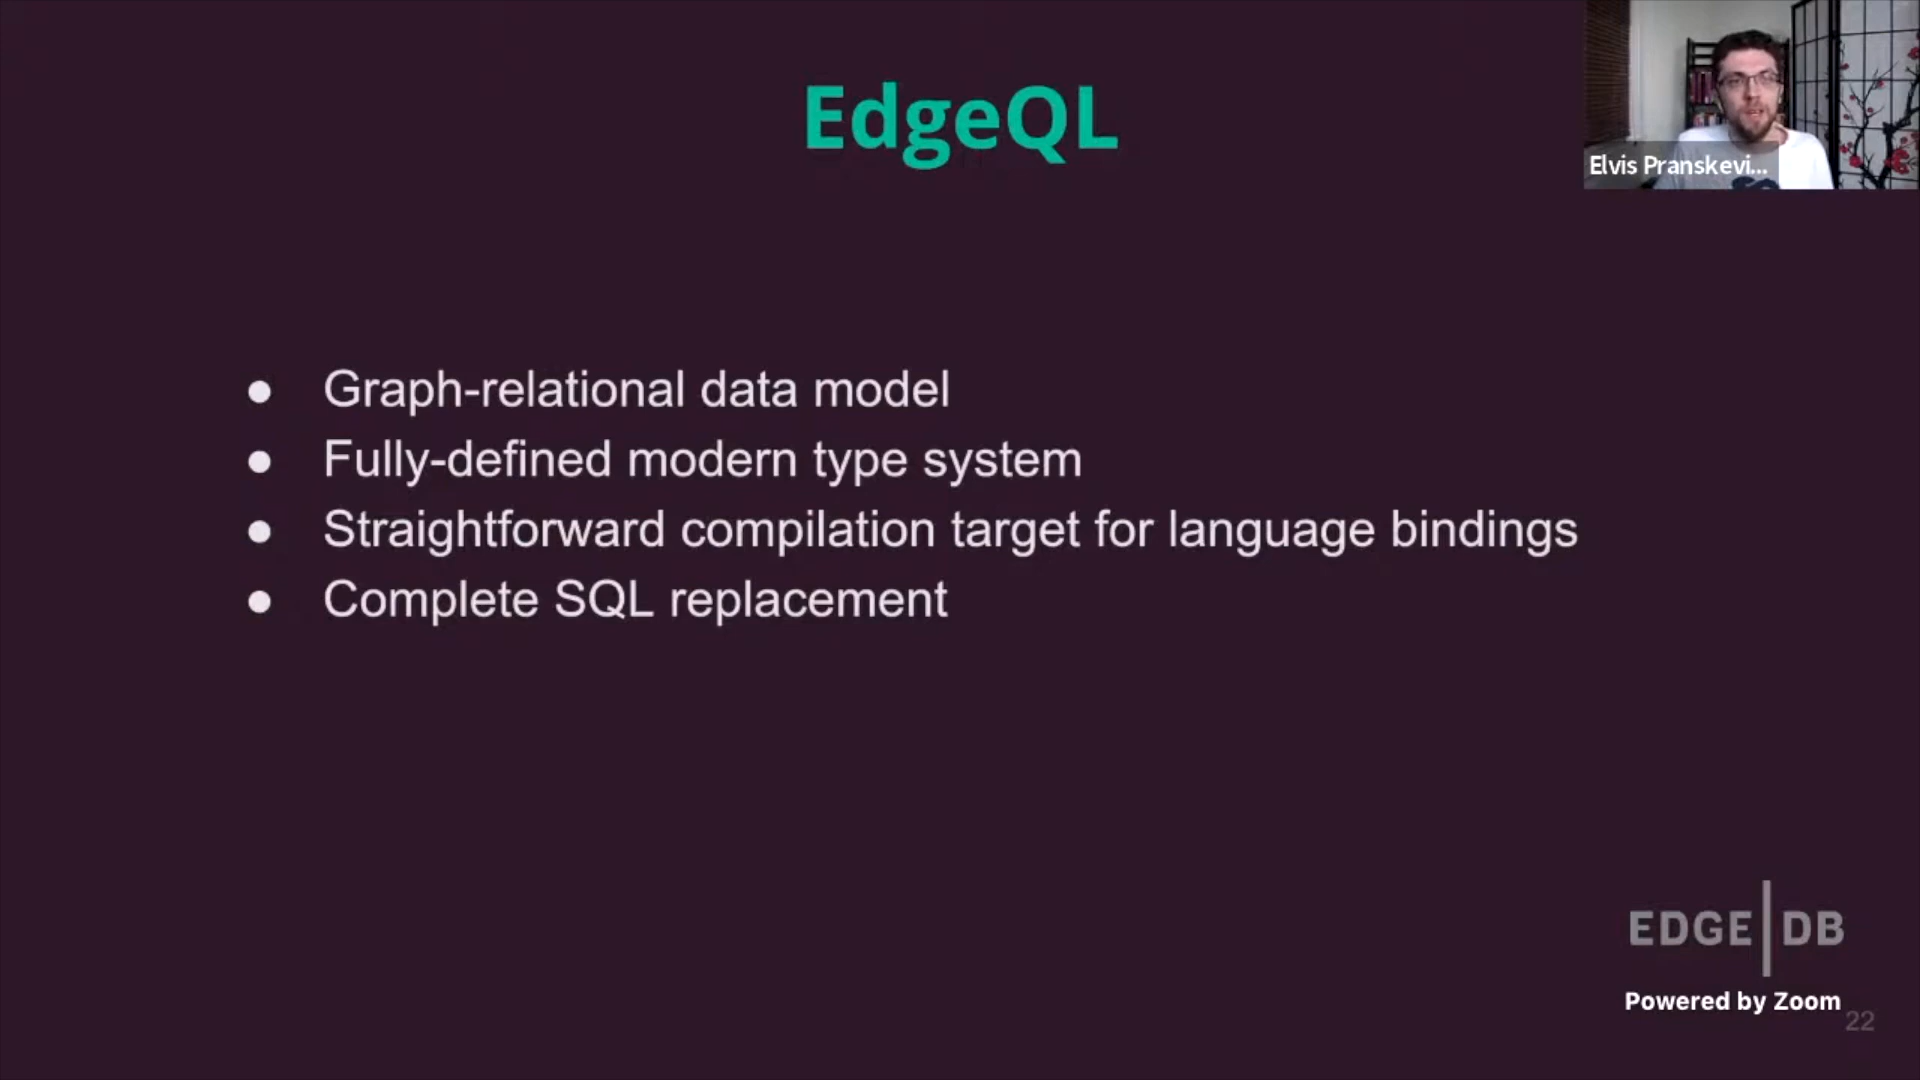 EdgeQL
Elvis Pranskevi...
● Graph-relational data model
● Fully-defined modern type system
● Straightforward compilation target for language bindings
● Complete SQL replacement
EDGE|DB
Powered by Zoom
22